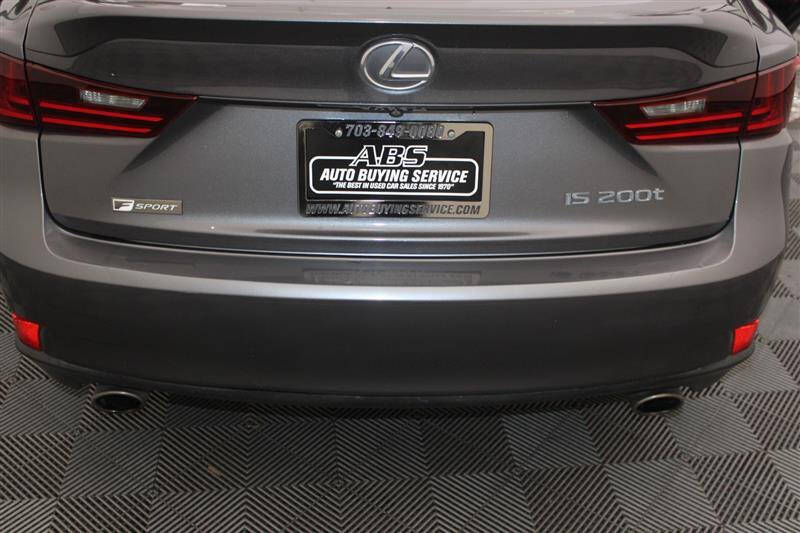 703-849-0080
ABS
AUTO BUYING SERVICE
"THE BEST IN USED CAR SALES SINCE 1970"
WWW.AUTOBUYINGSERVICE.COM
F SPORT
IS 200t